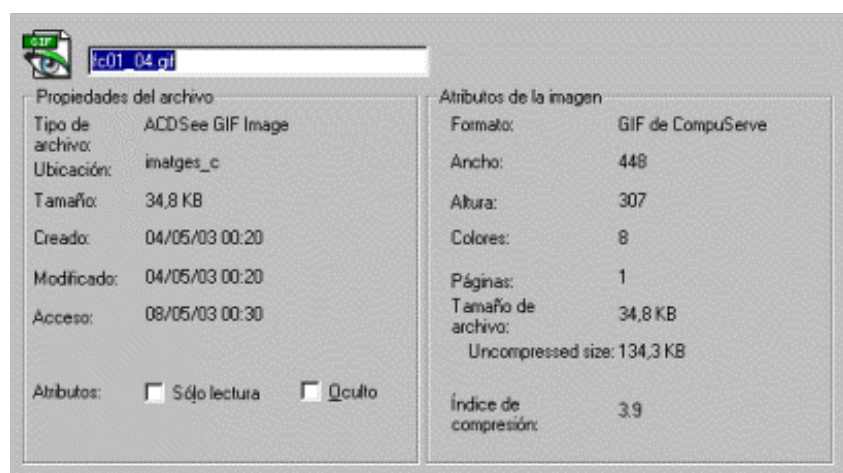 GIF
fc01_04.gif
Propiedades del archivo
Tipo de archivo: ACDSee GIF Image
Ubicación: imatges_c
Tamaño: 34,8 KB
Creado: 04/05/03 00:20
Modificado: 04/05/03 00:20
Acceso: 08/05/03 00:30
Atributos: Sólo lectura Oculto
Atributos de la imagen
Formato: GIF de CompuServe
Ancho: 448
Altura: 307
Colores: 8
Páginas: 1
Tamaño de archivo: 34,8 KB
Uncompressed size: 134,3 KB
Índice de compresión: 3.9